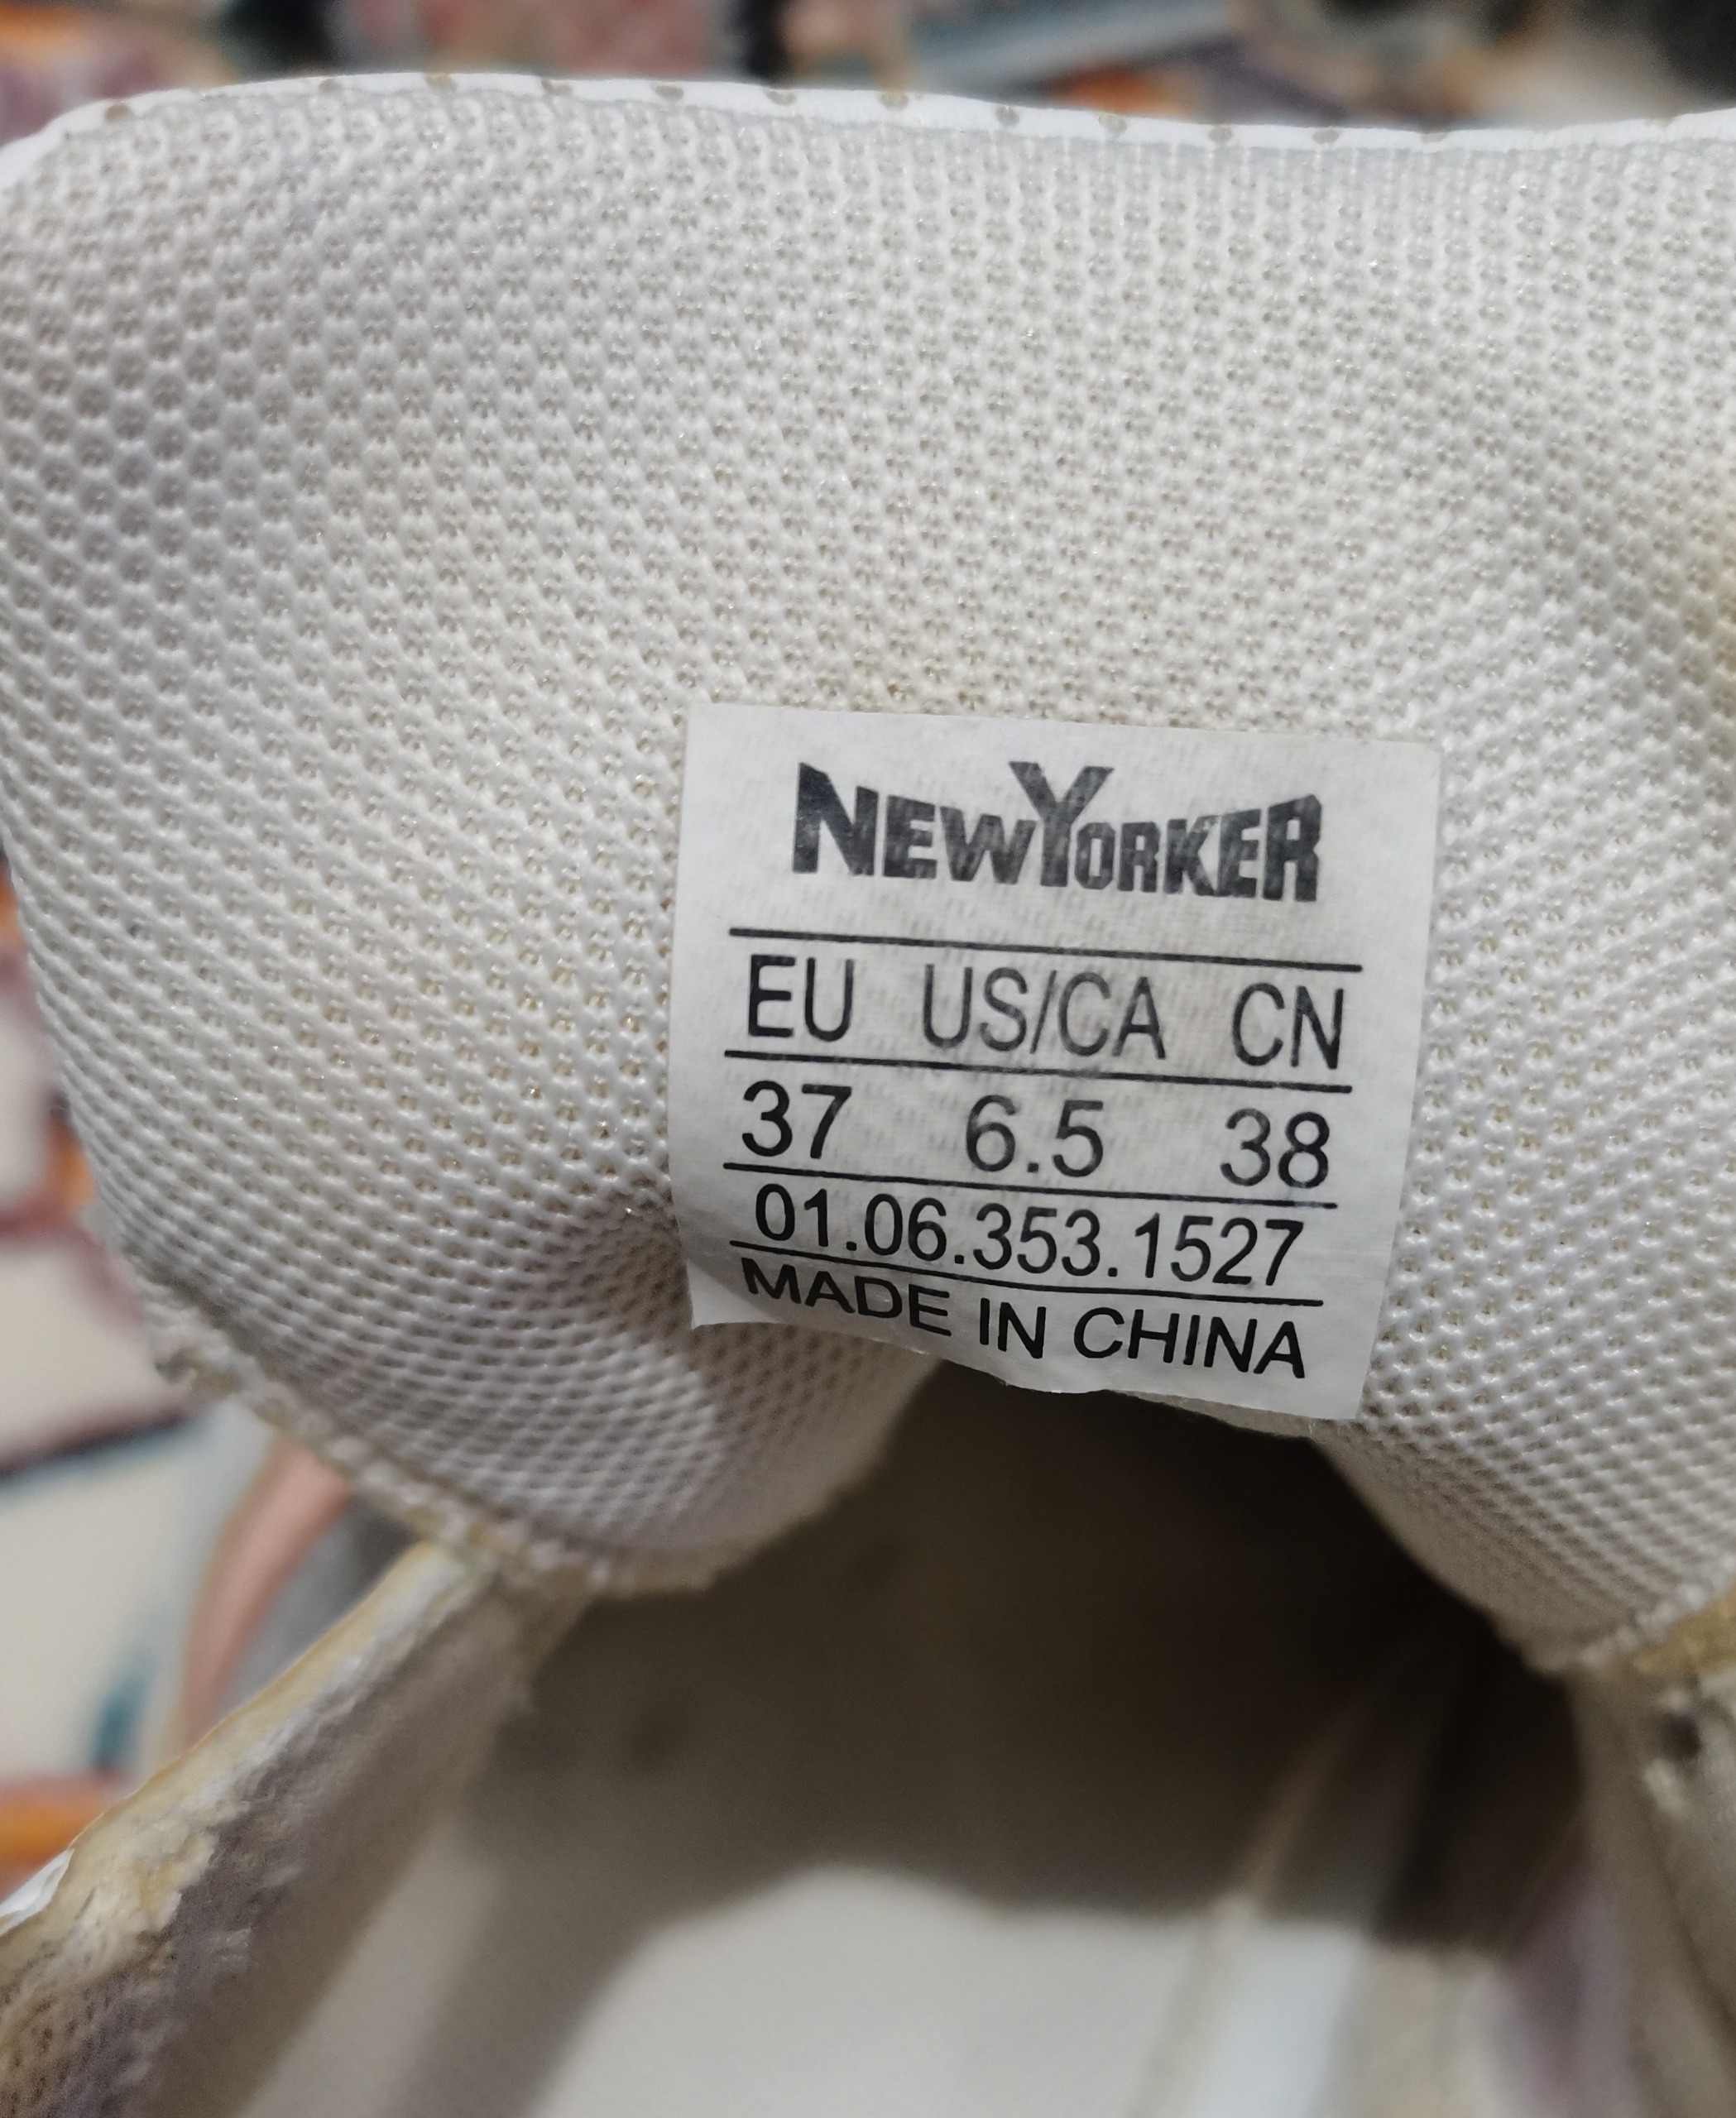 NEWYORKER
EU US/CA CN
37 6.5 38
01.06.353.1527
MADE IN CHINA